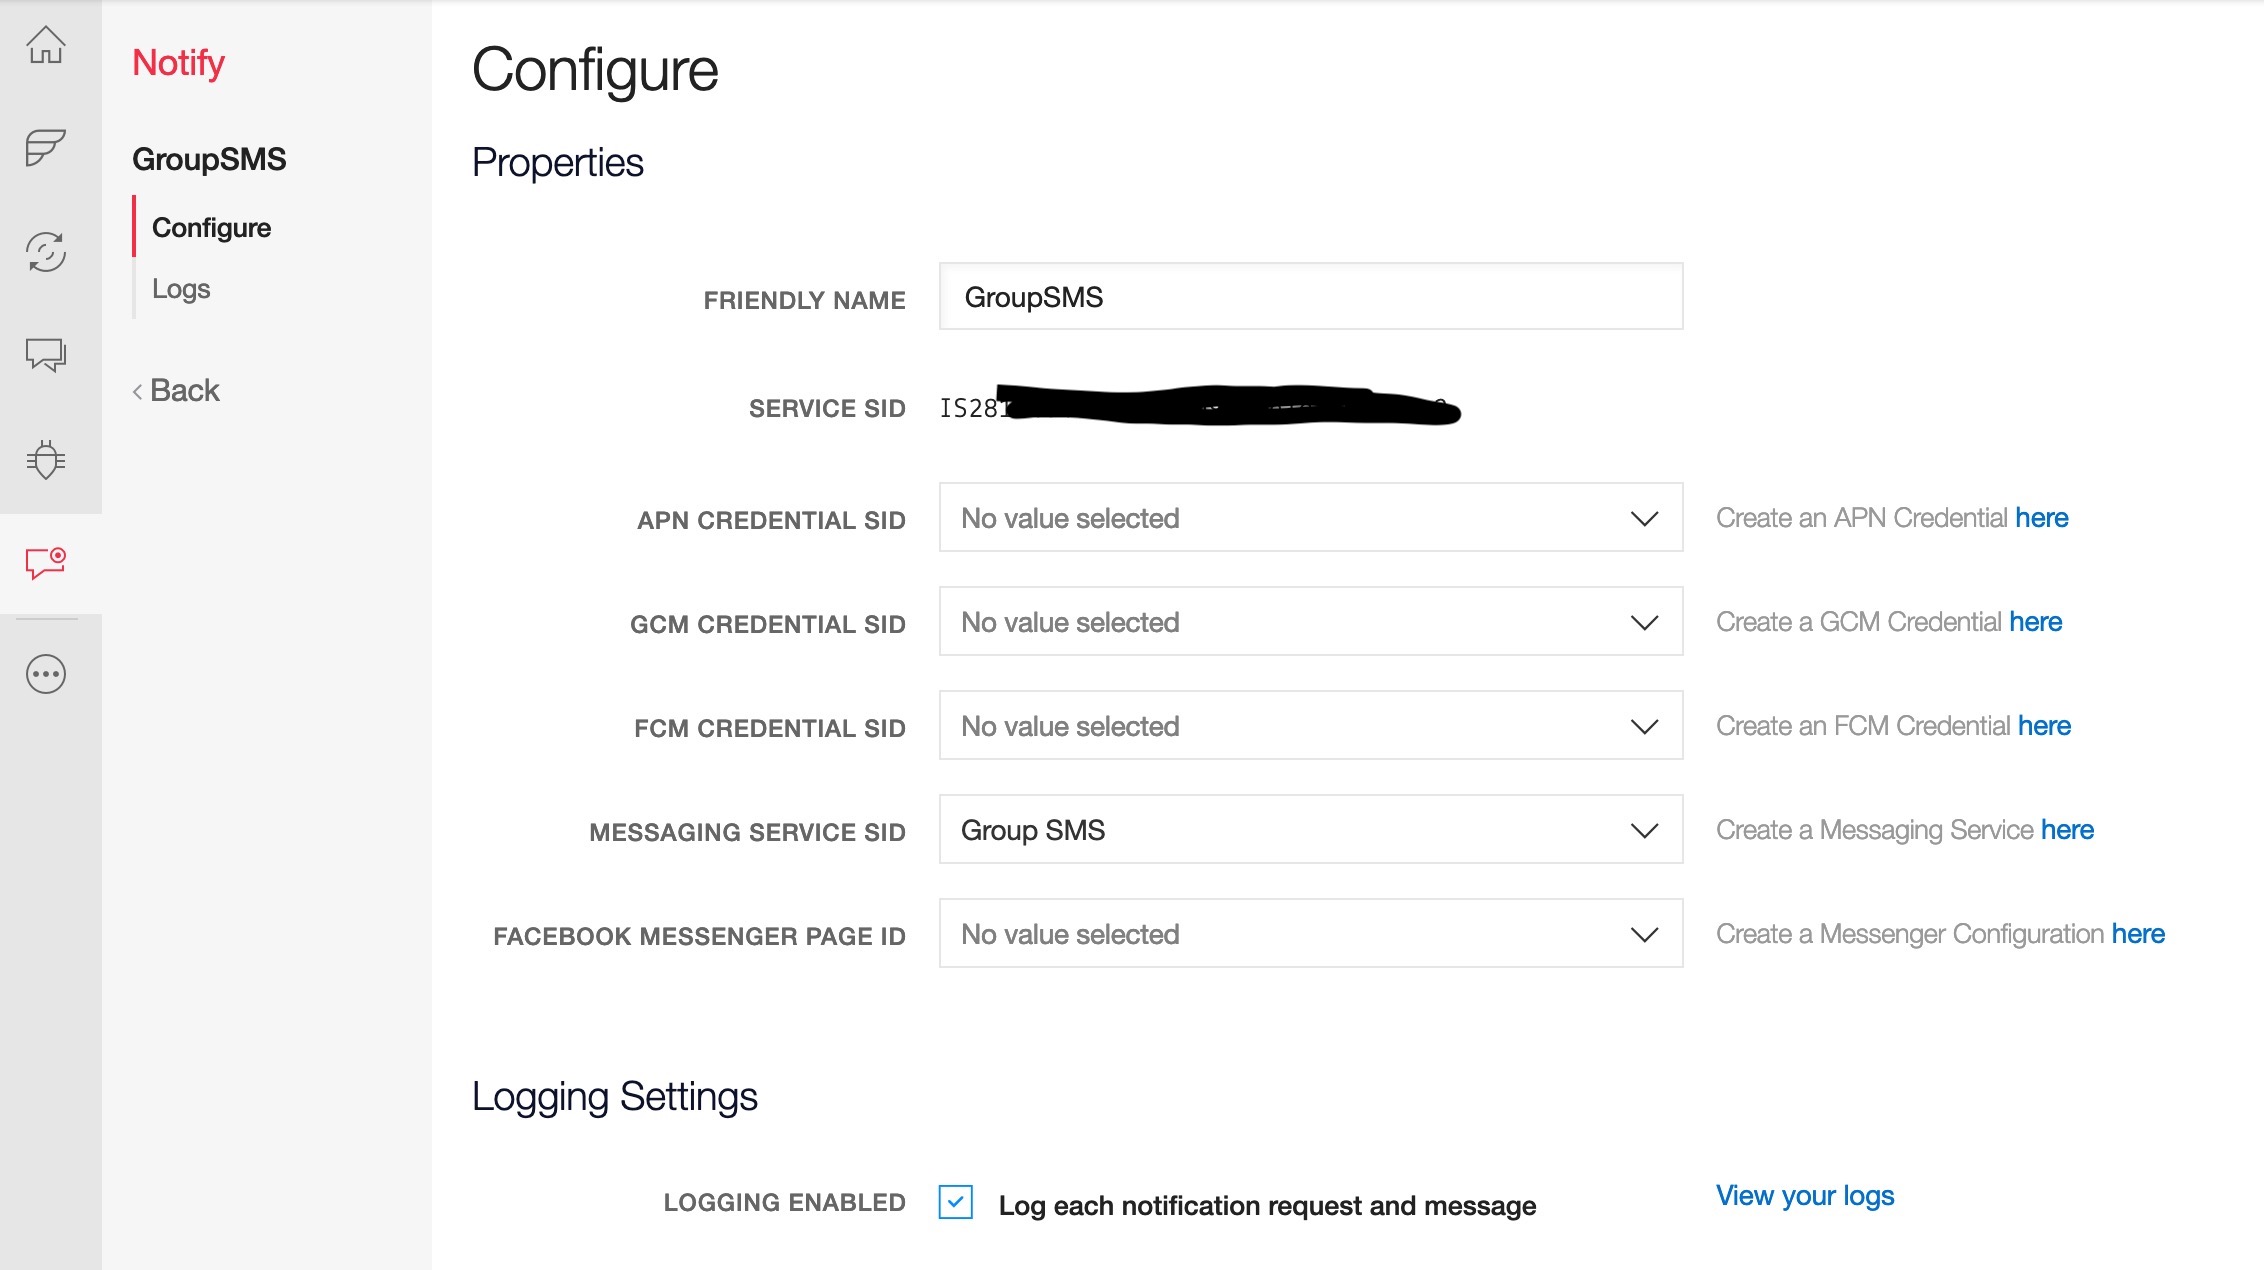 Notify
GroupSMS
Configure
Logs
Back
Configure
Properties
FRIENDLY NAME GroupSMS
SERVICE SID IS281
APN CREDENTIAL SID No value selected Create an APN Credential here
GCM CREDENTIAL SID No value selected Create a GCM Credential here
FCM CREDENTIAL SID No value selected Create an FCM Credential here
MESSAGING SERVICE SID Group SMS Create a Messaging Service here
FACEBOOK MESSENGER PAGE ID No value selected Create a Messenger Configuration here
Logging Settings
LOGGING ENABLED Log each notification request and message View your logs